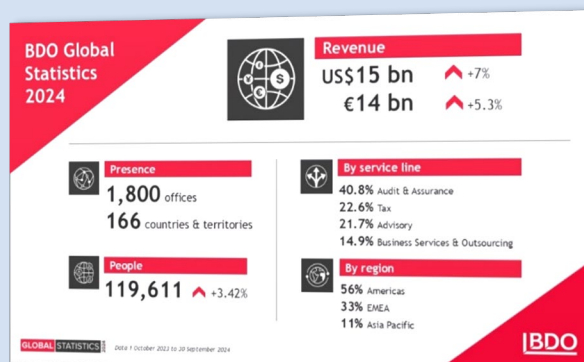 BDO Global
Statistics
2024
Revenue
US$15 bn +7%
€14 bn +5.3%
Presence
1,800 offices
166 countries & territories
People
119,611 +3.42%
By service line
40.8% Audit & Assurance
22.6% Tax
21.7% Advisory
14.9% Business Services & Outsourcing
By region
56% Americas
33% EMEA
11% Asia Pacific
GLOBAL STATISTICS
Data 1 October 2023 to 30 September 2024
BDO